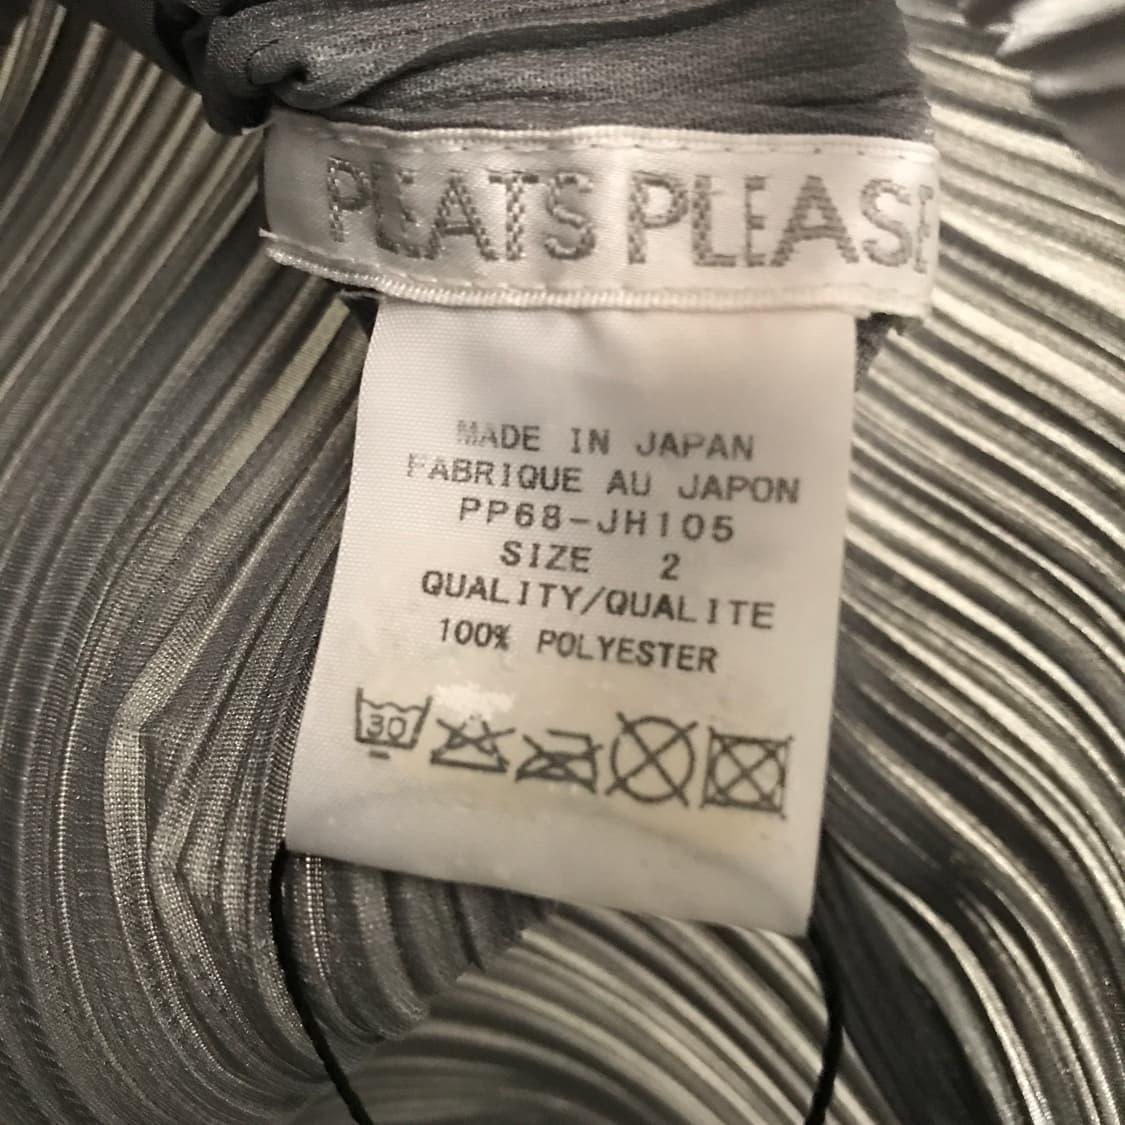 PLEATS PLEASE
MADE IN JAPAN
FABRIQUE AU JAPON
PP68-JH105
SIZE 2
QUALITY/QUALITE
100% POLYESTER
30